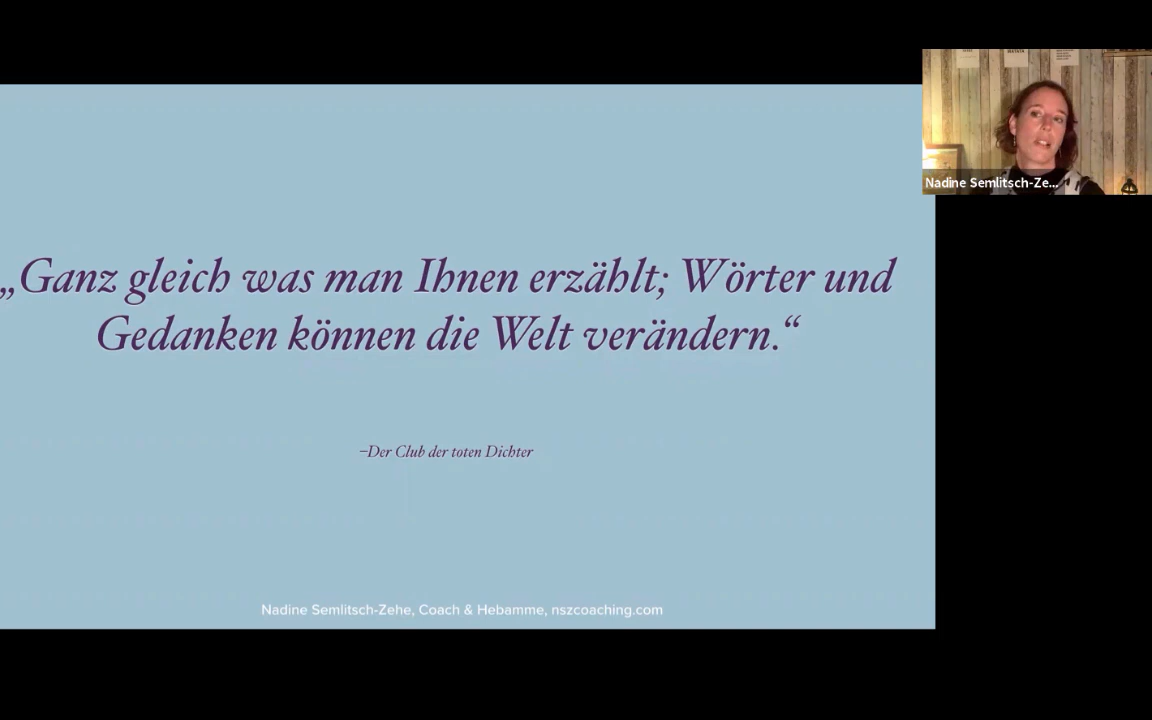 „Ganz gleich was man Ihnen erzählt; Wörter und
Gedanken können die Welt verändern.“
–Der Club der toten Dichter
Nadine Semlitsch-Zehe, Coach & Hebamme, nszcoaching.com
Nadine Semlitsch-Ze...